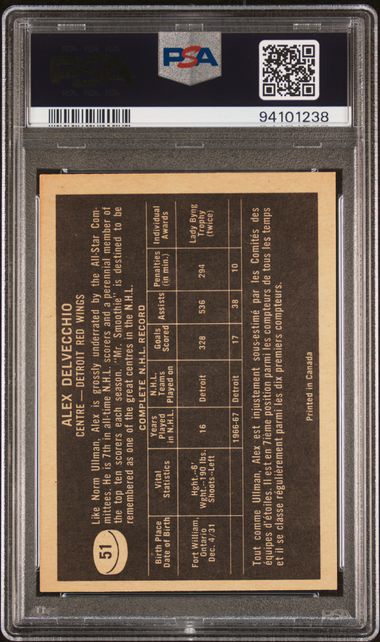 PSA
94101238
51
ALEX DELVECCHIO
CENTRE — DETROIT RED WINGS
Like Norm Ullman, Alex is grossly underrated by the All-Star Com-
mittees. He is 7th in all-time N.H.L. scorers and a perennial member of
the top ten scorers each season. "Mr. Smoothie" is destined to be
remembered as one of the great centres in the N.H.L.
COMPLETE N.H.L. RECORD
Birth Place Date of Birth | Vital Statistics | Years Played in N.H.L. | N.H.L. Teams Played on | Goals Scored | Assists | Penalties (in min.) | Individual Awards
Fort William, Ontario Dec. 4/31 | Hght.-6' Wght.-190 lbs. Shoots-Left | 16 | Detroit | 328 | 536 | 294 | Lady Byng Trophy (twice)
1966-67 | Detroit | 17 | 38 | 10
Tout comme Ullman, Alex est injustement sous-estimé par les Comités des
équipes d'étoiles. Il est en 7ième position parmi les compteurs de tous les temps
et il se classe régulièrement parmi les dix premiers compteurs.
Printed in Canada